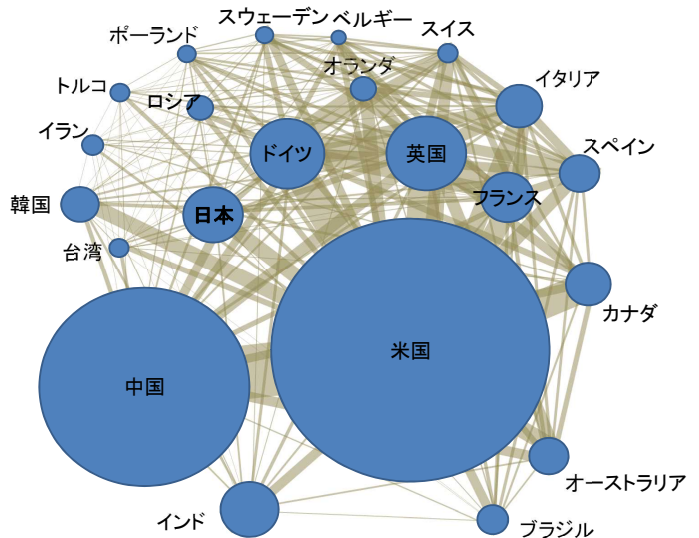 スウェーデン
ベルギー
ポーランド
スイス
オランダ
イタリア
トルコ
ロシア
イラン
ドイツ
英国
スペイン
韓国
日本
フランス
台湾
カナダ
米国
中国
オーストラリア
インド
ブラジル